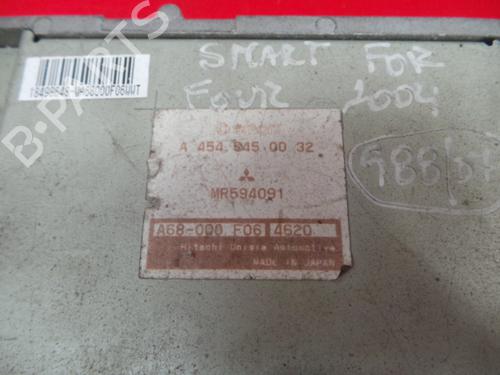 B-PARTS
SMART FOR
Four 2004
A 454 545 00 32
MR594091
A68-000 F06 4620
Hitachi Unisia Automotive
MADE IN JAPAN